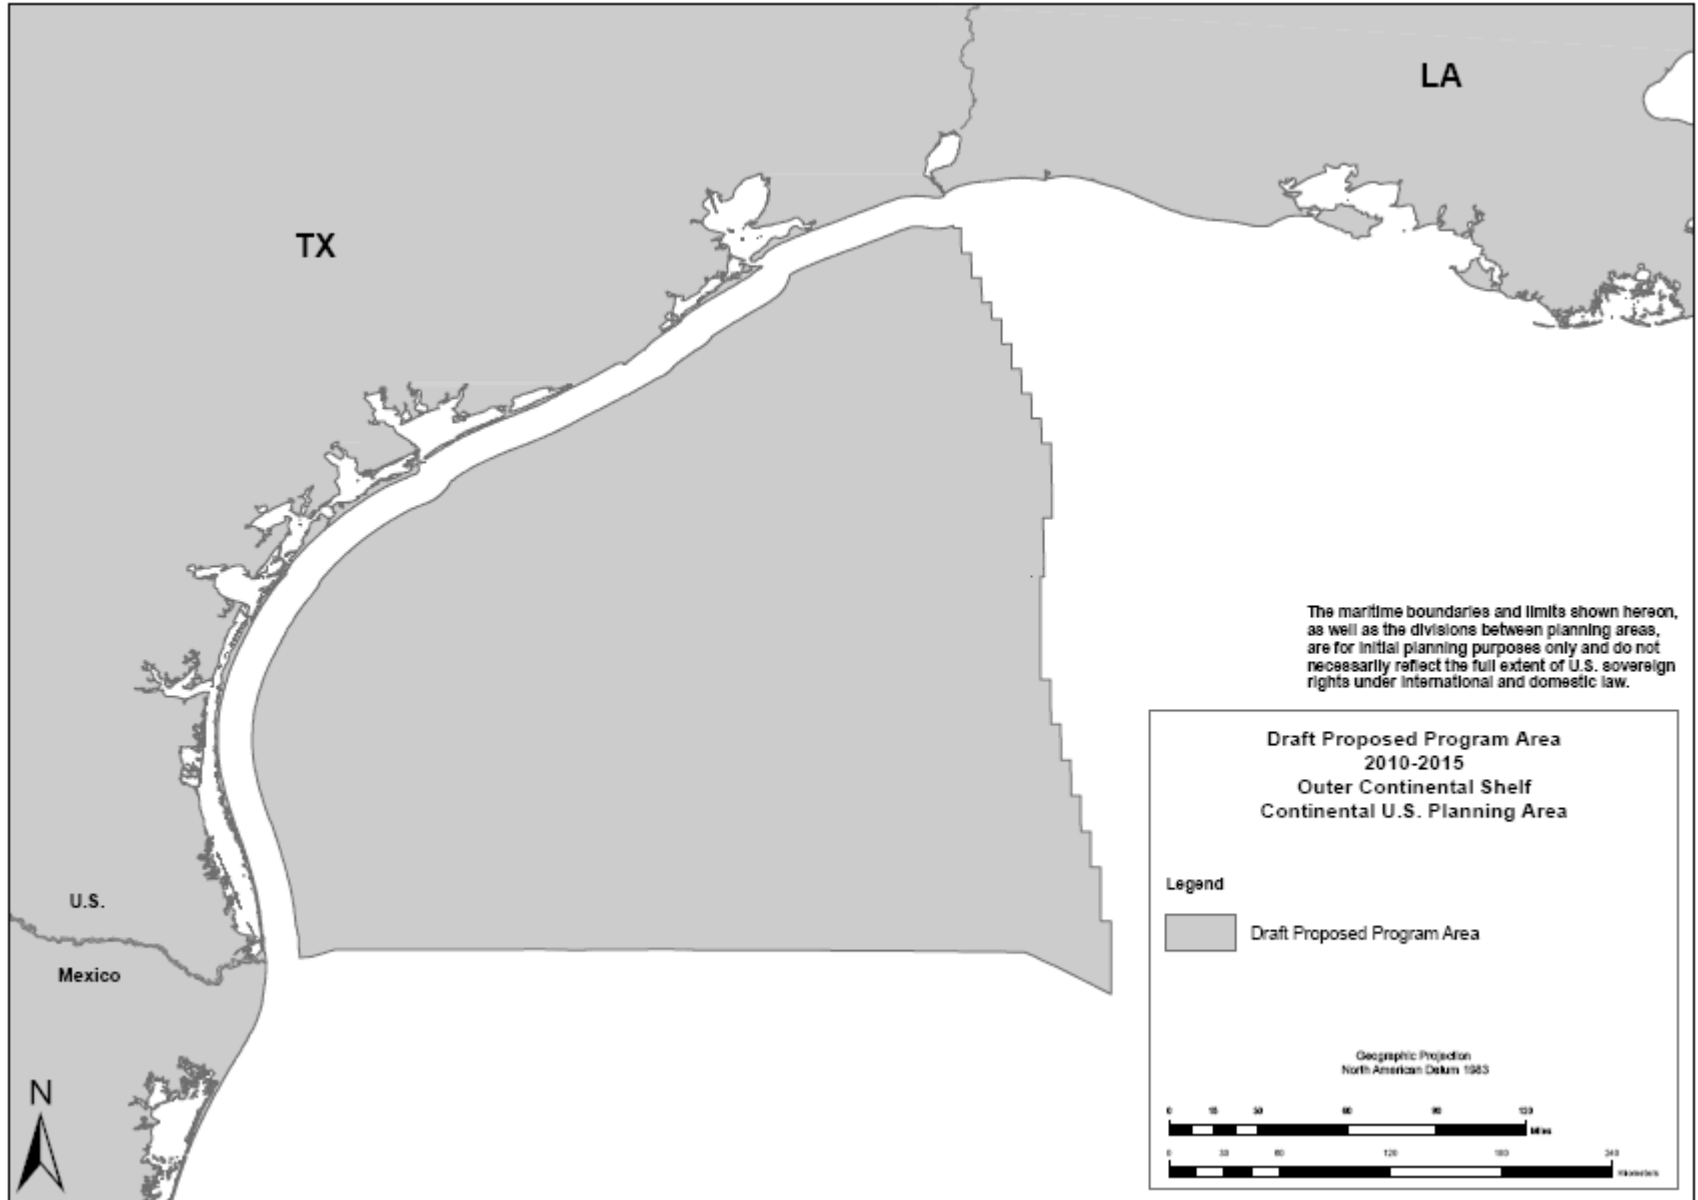 LA
TX
The maritime boundaries and limits shown hereon,
as well as the divisions between planning areas,
are for initial planning purposes only and do not
necessarily reflect the full extent of U.S. sovereign
rights under international and domestic law.
Draft Proposed Program Area
2010-2015
Outer Continental Shelf
Continental U.S. Planning Area
Legend
Draft Proposed Program Area
U.S.
Mexico
N
Geographic Projection
North American Datum 1983
0 15 30 60 90 120
Miles
0 30 60 120 180 240
Kilometers